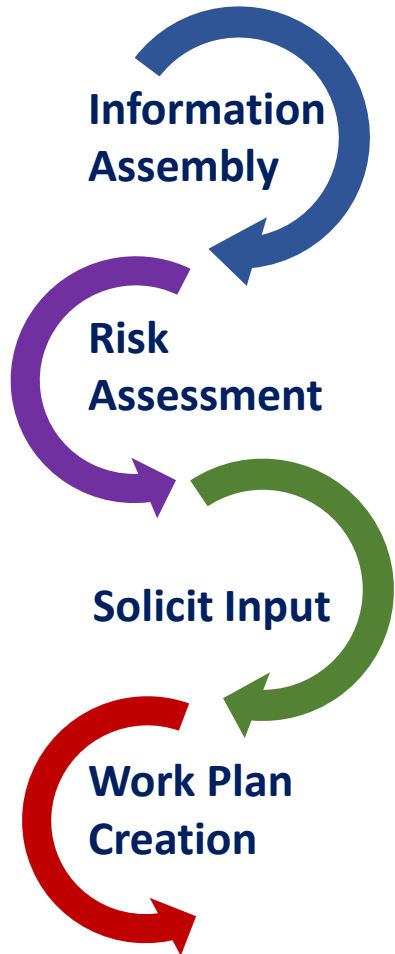 Information
Assembly
Risk
Assessment
Solicit Input
Work Plan
Creation